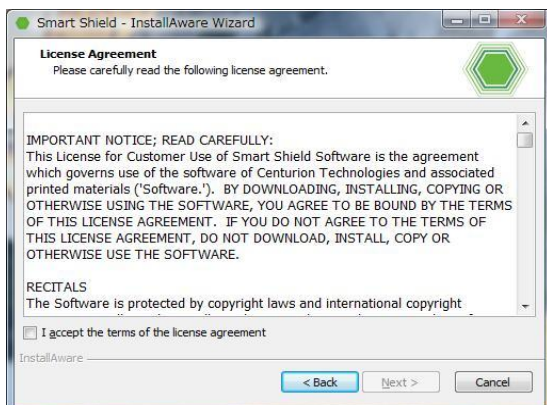 Smart Shield - InstallAware Wizard
License Agreement
Please carefully read the following license agreement.
IMPORTANT NOTICE; READ CAREFULLY:
This License for Customer Use of Smart Shield Software is the agreement
which governs use of the software of Centurion Technologies and associated
printed materials ('Software.').  BY DOWNLOADING, INSTALLING, COPYING OR
OTHERWISE USING THE SOFTWARE, YOU AGREE TO BE BOUND BY THE TERMS
OF THIS LICENSE AGREEMENT.  IF YOU DO NOT AGREE TO THE TERMS OF
THIS LICENSE AGREEMENT, DO NOT DOWNLOAD, INSTALL, COPY OR
OTHERWISE USE THE SOFTWARE.
RECITALS
The Software is protected by copyright laws and international copyright
I accept the terms of the license agreement
InstallAware
< Back
Next >
Cancel